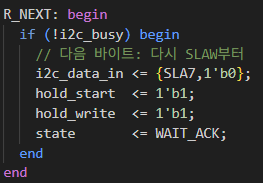 R_NEXT: begin
if (!i2c_busy) begin
// 다음 바이트: 다시 SLAW부터
i2c_data_in <= {SLA7,1'b0};
hold_start <= 1'b1;
hold_write <= 1'b1;
state <= WAIT_ACK;
end
end